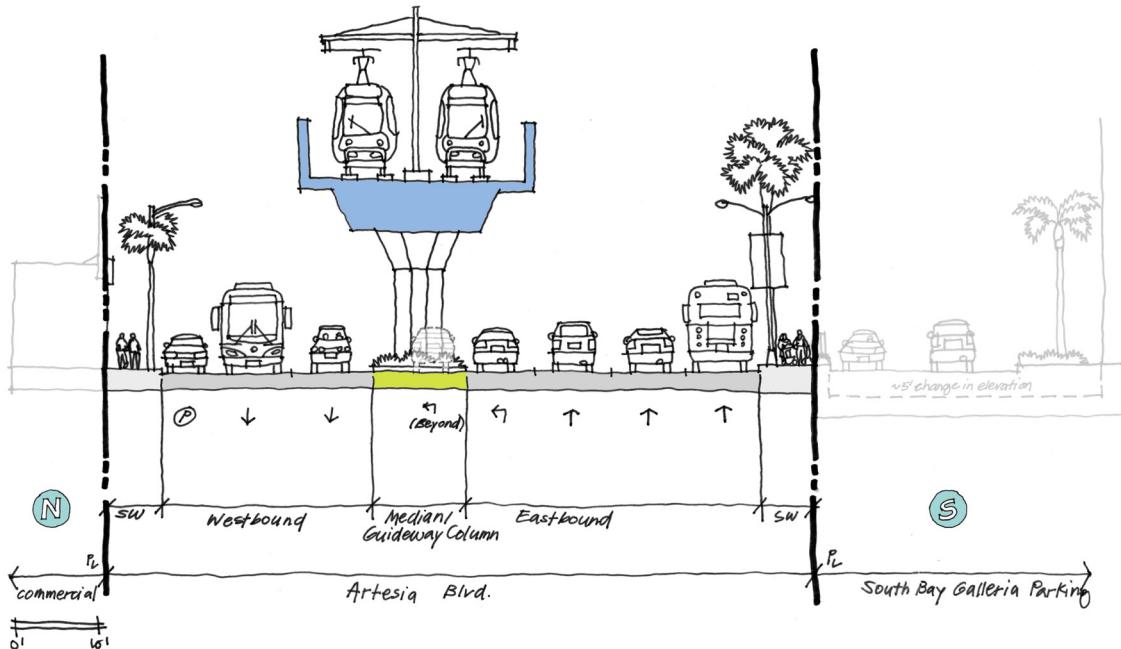 ~5' change in elevation
P
(Beyond)
N
S
SW
Westbound
Median/
Guideway Column
Eastbound
SW
PL
PL
commercial
Artesia Blvd.
South Bay Galleria Parking
0'